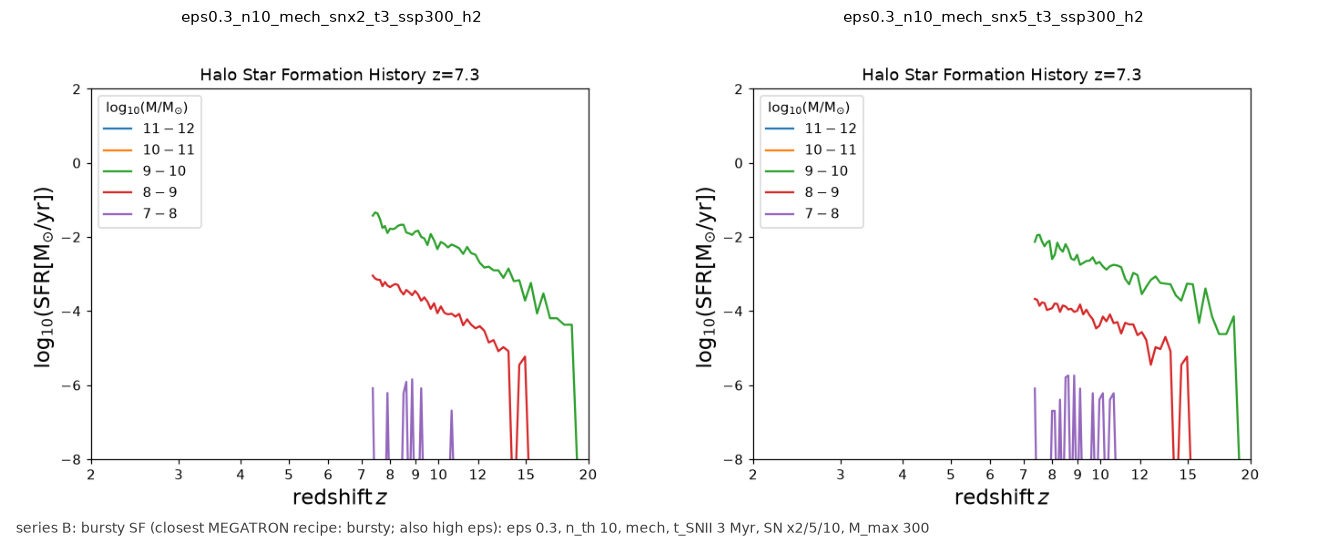 eps0.3_n10_mech_snx2_t3_ssp300_h2
Halo Star Formation History z=7.3
log₁₀(SFR[M⊙/yr])
2
0
−2
−4
−6
−8
log₁₀(M/M⊙)
11 − 12
10 − 11
9 − 10
8 − 9
7 − 8
2 3 4 5 6 7 8 9 10 12 15 20
redshift z
eps0.3_n10_mech_snx5_t3_ssp300_h2
Halo Star Formation History z=7.3
log₁₀(SFR[M⊙/yr])
2
0
−2
−4
−6
−8
log₁₀(M/M⊙)
11 − 12
10 − 11
9 − 10
8 − 9
7 − 8
2 3 4 5 6 7 8 9 10 12 15 20
redshift z
series B: bursty SF (closest MEGATRON recipe: bursty; also high eps): eps 0.3, n_th 10, mech, t_SNII 3 Myr, SN x2/5/10, M_max 300